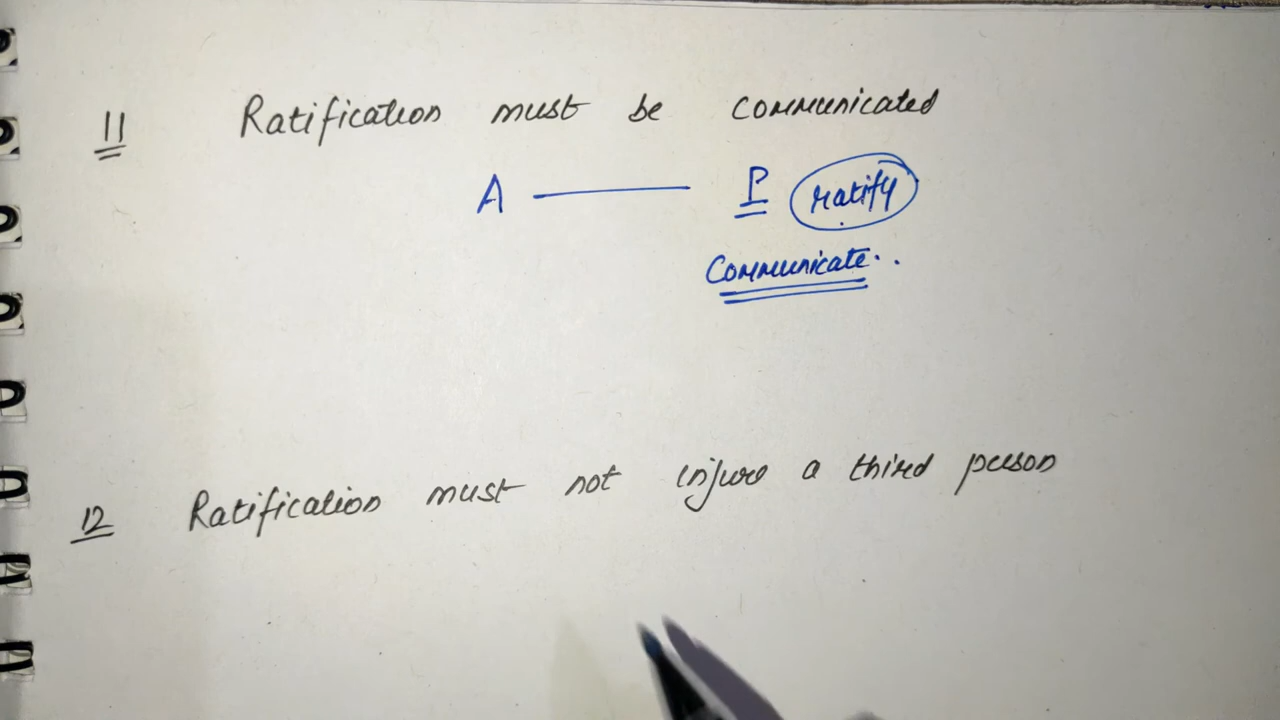 11 Ratification must be communicated
A — P ratify
Communicate..
12 Ratification must not injure a third person